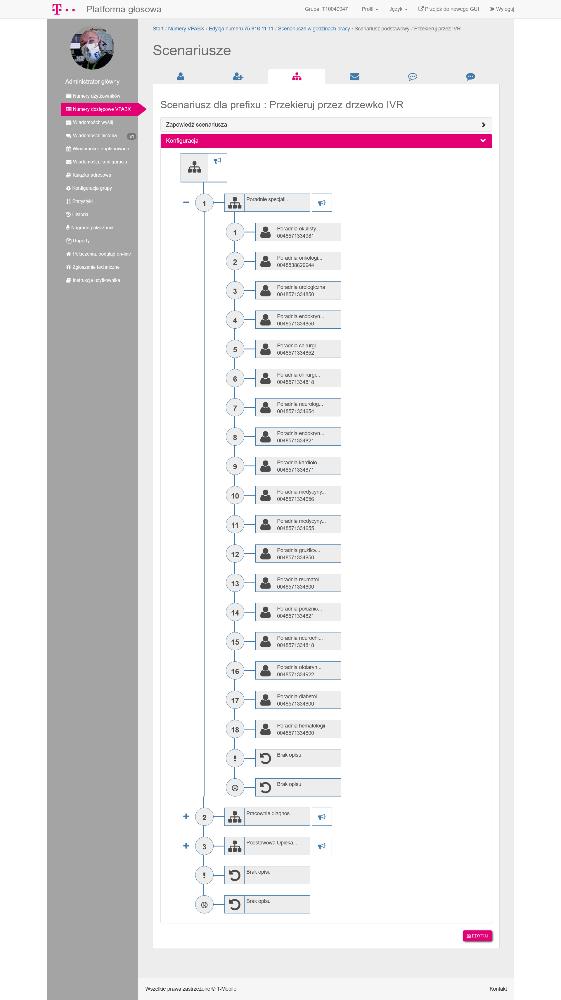 T
Platforma głosowa
Grupa: T10040947
Profil
Język
Przejdź do nowego GUI
Wyloguj
Start / Numery VPABX / Edycja numeru 75 616 11 11 / Scenariusze w godzinach pracy / Scenariusz podstawowy / Przekieruj przez IVR
Scenariusze
Administrator główny
Numery użytkowników
Numery dostępowe VPABX
Wiadomości: wyślij
Wiadomości: historia 31
Wiadomości: zaplanowane
Wiadomości: konfiguracja
Książka adresowa
Konfiguracja grupy
Statystyki
Historia
Nagrane połączenia
Raporty
Połączenia: podgląd on-line
Zgłoszenie techniczne
Instrukcja użytkownika
Scenariusz dla prefixu : Przekieruj przez drzewko IVR
Zapowiedź scenariusza
Konfiguracja
1 Poradnie specjali...
1 Poradnia okulisty...
0048571334981
2 Poradnia onkologi...
0048538629944
3 Poradnia urologiczna
0048571334850
4 Poradnia endokryn...
0048571334850
5 Poradnia chirurgi...
0048571334852
6 Poradnia chirurgi...
0048571334818
7 Poradnia neurolog...
0048571334654
8 Poradnia endokryn...
0048571334821
9 Poradnia kardiolo...
0048571334871
10 Poradnia medycyny...
0048571334656
11 Poradnia medycyny...
0048571334655
12 Poradnia gruźlicy...
0048571334650
13 Poradnia reumatol...
0048571334800
14 Poradnia położnic...
0048571334821
15 Poradnia neurochi...
0048571334818
16 Poradnia otolaryn...
0048571334922
17 Poradnia diabetol...
0048571334800
18 Poradnia hematologii
0048571334800
! Brak opisu
Brak opisu
2 Pracownie diagnos...
3 Podstawowa Opieka...
! Brak opisu
Brak opisu
EDYTUJ
Wszelkie prawa zastrzeżone © T-Mobile
Kontakt